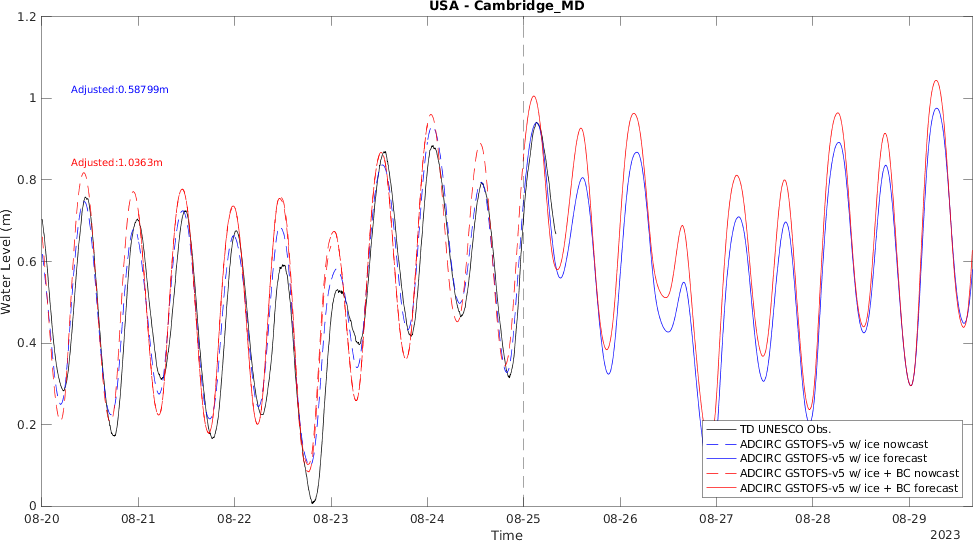 USA - Cambridge_MD
1.2
1
0.8
0.6
0.4
0.2
0
Water Level (m)
Adjusted:0.58799m
Adjusted:1.0363m
TD UNESCO Obs.
ADCIRC GSTOFS-v5 w/ ice nowcast
ADCIRC GSTOFS-v5 w/ ice forecast
ADCIRC GSTOFS-v5 w/ ice + BC nowcast
ADCIRC GSTOFS-v5 w/ ice + BC forecast
08-20 08-21 08-22 08-23 08-24 08-25 08-26 08-27 08-28 08-29
Time
2023